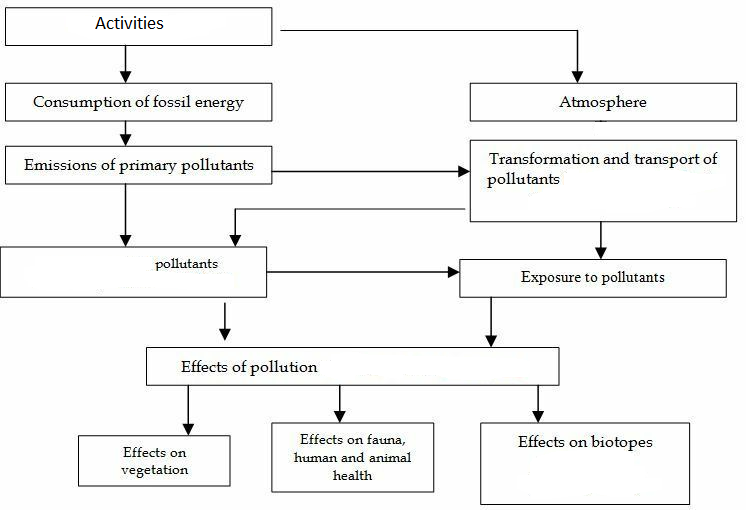 Activities
Consumption of fossil energy
Atmosphere
Emissions of primary pollutants
Transformation and transport of
pollutants
pollutants
Exposure to pollutants
Effects of pollution
Effects on
vegetation
Effects on fauna,
human and animal
health
Effects on biotopes